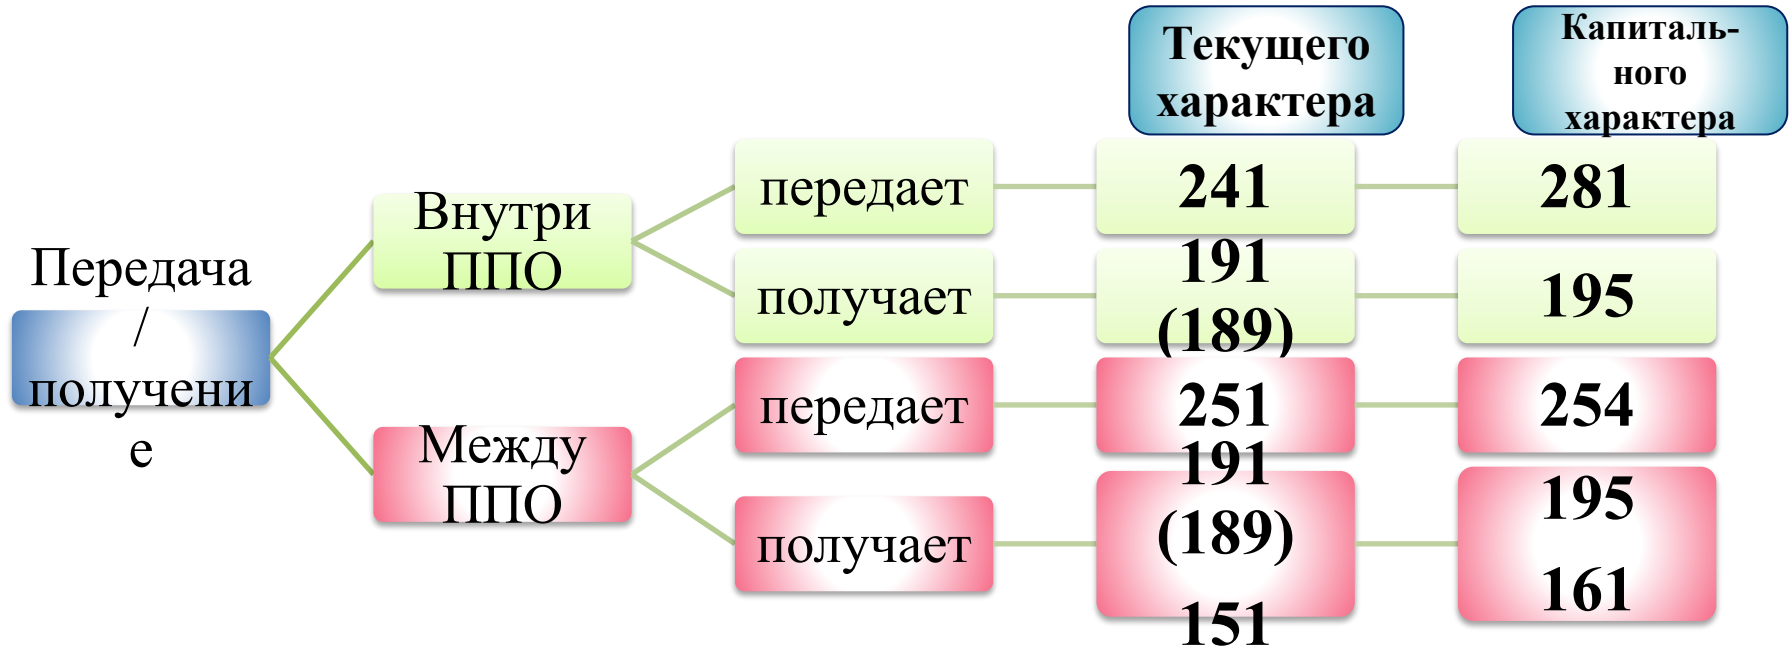 Текущего
характера
Капиталь-
ного
характера
Передача
/
получени
е
Внутри
ППО
передает
241
281
получает
191
(189)
195
Между
ППО
передает
251
254
получает
191
(189)
151
195
161